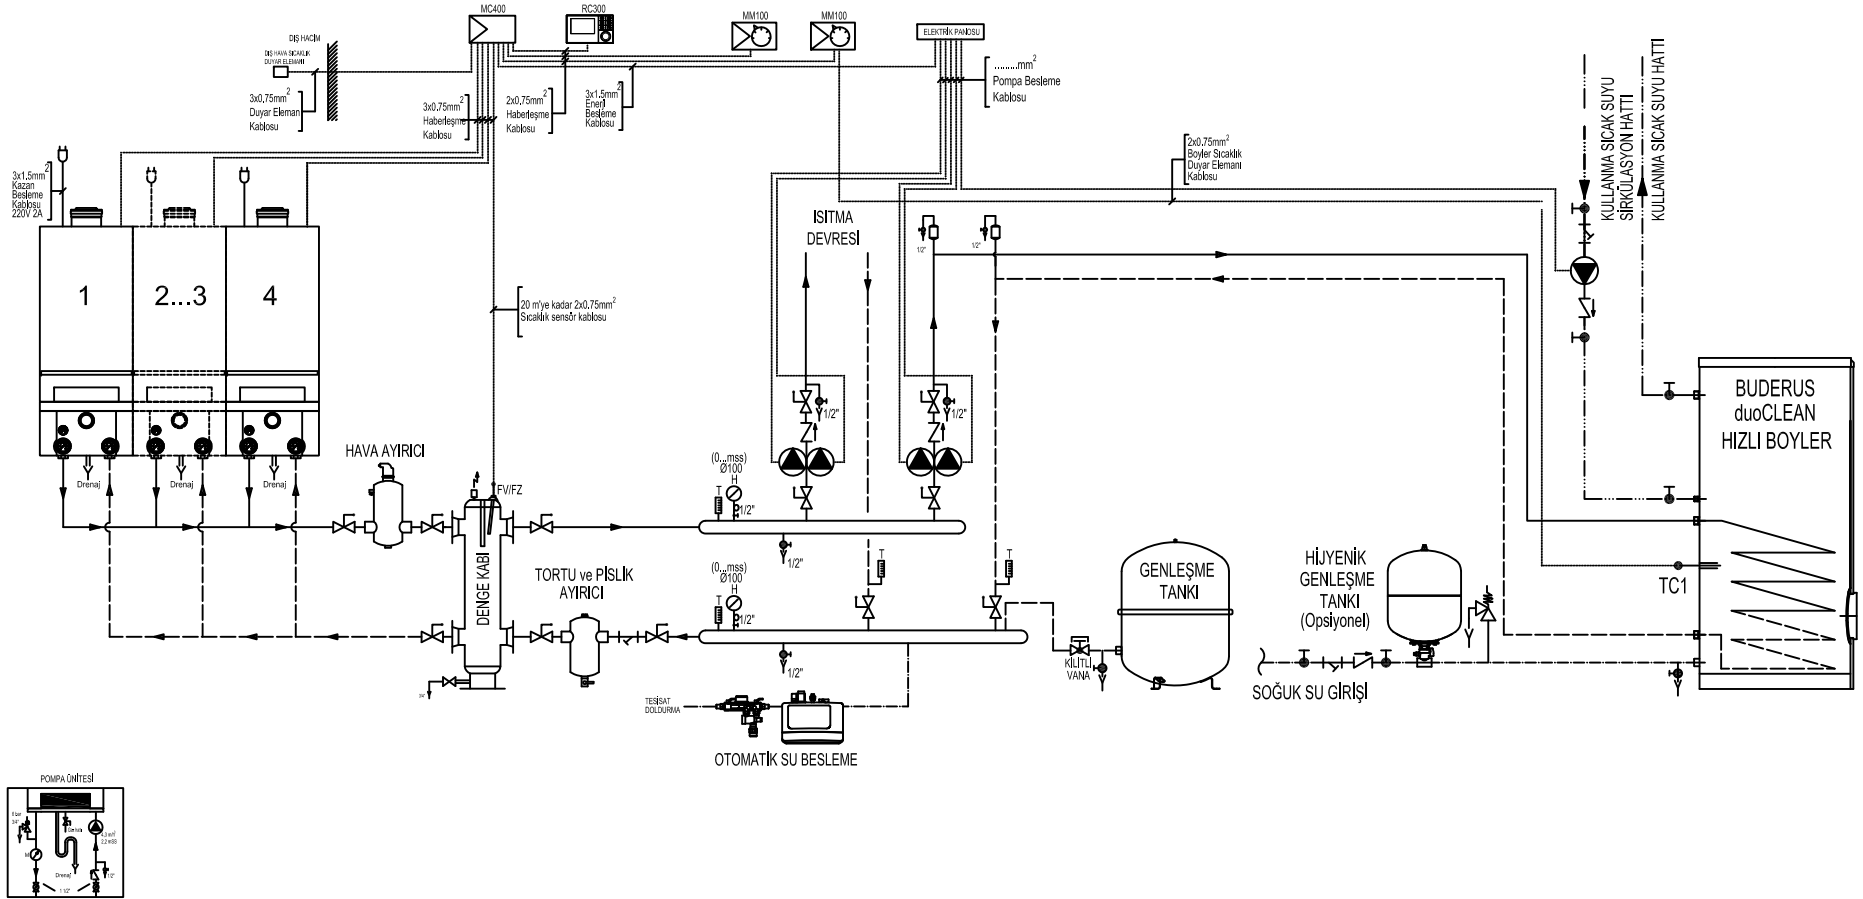 MC400
RC300
MM100
MM100
ELEKTRİK PANOSU
DIŞ HACİM
DIŞ HAVA SICAKLIK
DUYAR ELEMANI
3x0,75mm²
Duyar Eleman
Kablosu
3x0.75mm²
Haberleşme
Kablosu
2x0,75mm²
Haberleşme
Kablosu
3x1.5mm²
Enerji
Besleme
Kablosu
.........mm²
Pompa Besleme
Kablosu
2x0.75mm²
Boyler Sıcaklık
Duyar Elemanı
Kablosu
3x1,5mm²
Kazan
Besleme
Kablosu
220V 2A
KULLANMA SICAK SUYU
SİRKÜLASYON HATTI
KULLANMA SICAK SUYU HATTI
ISITMA
DEVRESİ
1/2"
1/2"
1
2...3
4
20 m'ye kadar 2x0.75mm²
Sıcaklık sensör kablosu
BUDERUS
duoCLEAN
HIZLI BOYLER
1/2"
1/2"
HAVA AYIRICI
Drenaj
Drenaj
Drenaj
FV/FZ
(0...mss)
Ø100
H
T
1/2"
1/2"
DENGE KABI
TORTU ve PİSLİK
AYIRICI
(0...mss)
Ø100
H
T
1/2"
1/2"
T
T
GENLEŞME
TANKI
HİJYENİK
GENLEŞME
TANKI
(Opsiyonel)
TC1
KİLİTLİ
VANA
SOĞUK SU GİRİŞİ
3/4"
TESİSAT
DOLDURMA
OTOMATİK SU BESLEME
POMPA ÜNİTESİ
3/4"
M
Drenaj
1/2"
1 1/2"